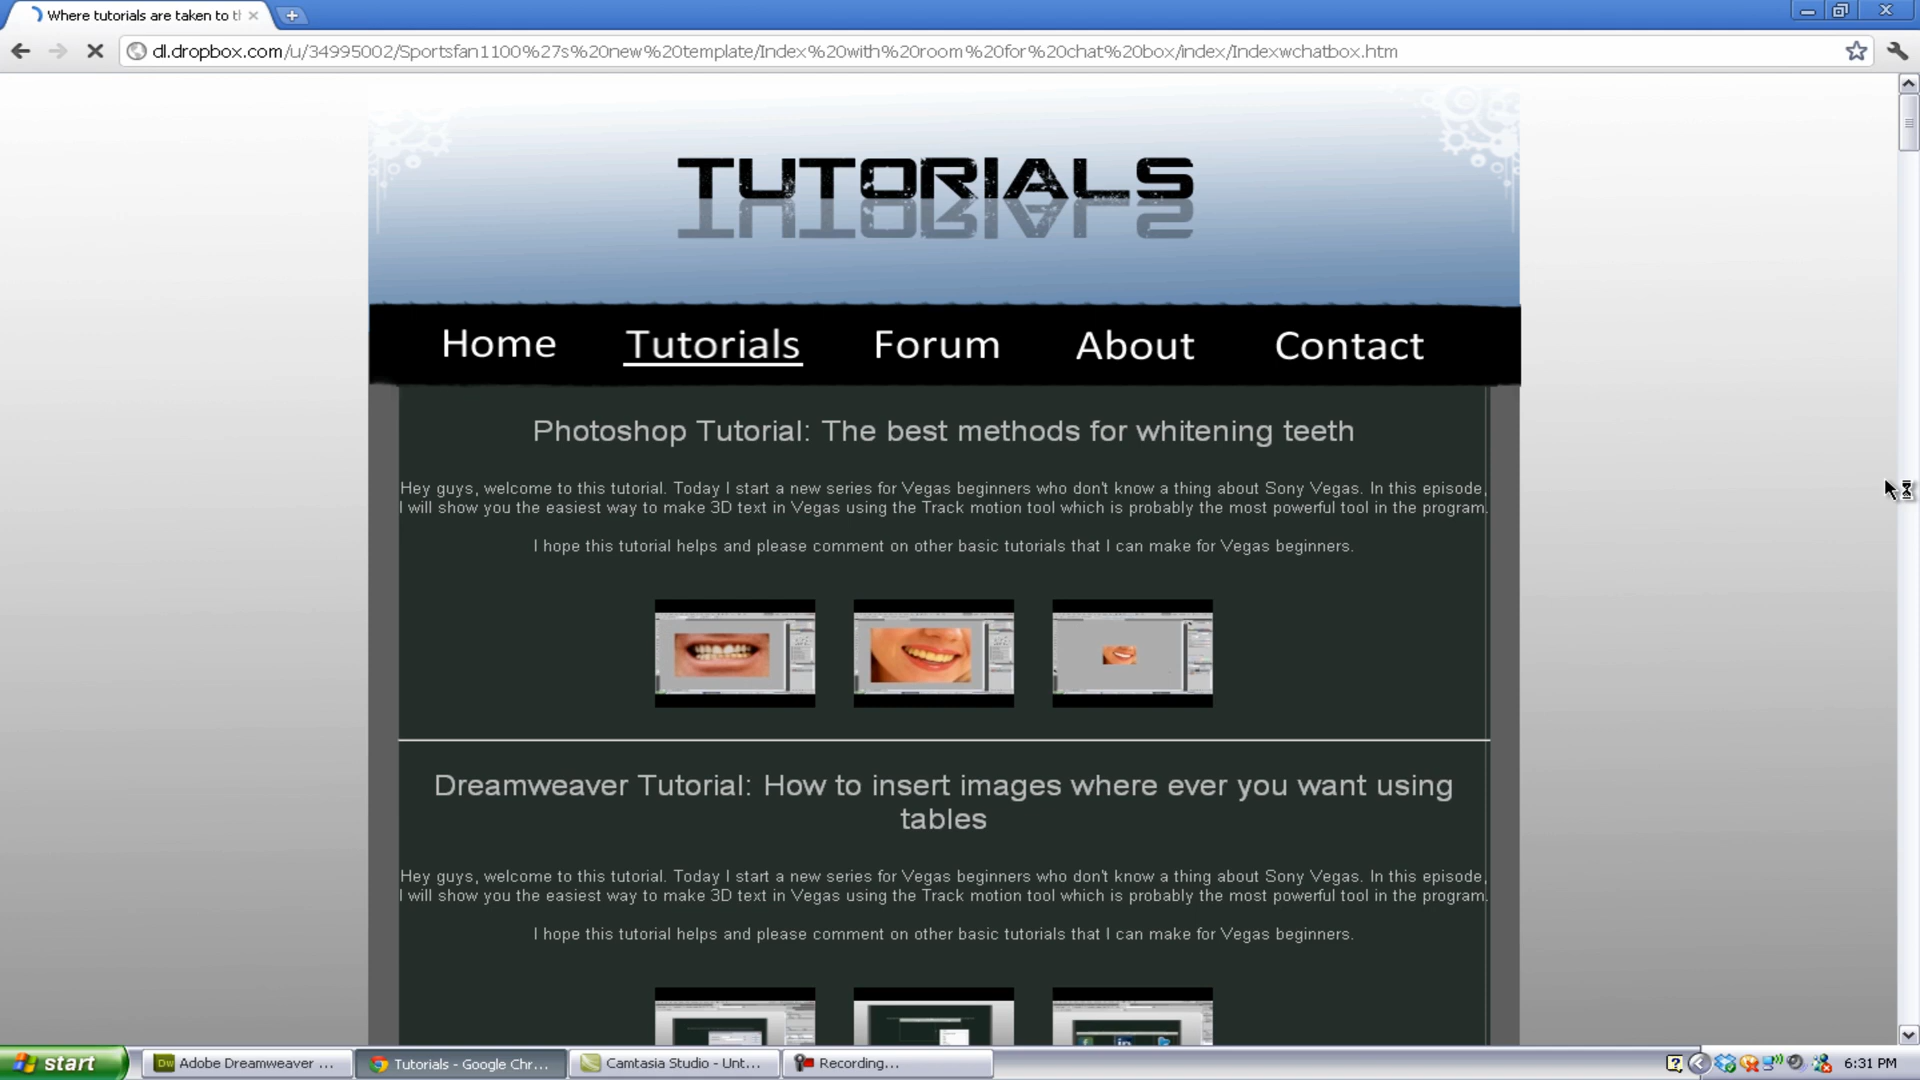 Where tutorials are taken to t
dl.dropbox.com/u/34995002/Sportsfan1100%27s%20new%20template/Index%20with%20room%20for%20chat%20box/index/Indexwchatbox.htm
TUTORIALS
Home Tutorials Forum About Contact
Photoshop Tutorial: The best methods for whitening teeth
Hey guys, welcome to this tutorial. Today I start a new series for Vegas beginners who don't know a thing about Sony Vegas. In this episode,
I will show you the easiest way to make 3D text in Vegas using the Track motion tool which is probably the most powerful tool in the program.
I hope this tutorial helps and please comment on other basic tutorials that I can make for Vegas beginners.
Dreamweaver Tutorial: How to insert images where ever you want using
tables
Hey guys, welcome to this tutorial. Today I start a new series for Vegas beginners who don't know a thing about Sony Vegas. In this episode,
I will show you the easiest way to make 3D text in Vegas using the Track motion tool which is probably the most powerful tool in the program.
I hope this tutorial helps and please comment on other basic tutorials that I can make for Vegas beginners.
start Dw Adobe Dreamweaver ... Tutorials - Google Chr... Camtasia Studio - Unt... Recording... 6:31 PM